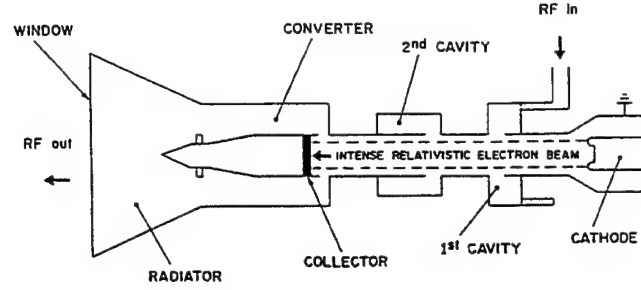 RF In
WINDOW
CONVERTER
2nd CAVITY
RF out
INTENSE RELATIVISTIC ELECTRON BEAM
1st CAVITY
CATHODE
RADIATOR
COLLECTOR